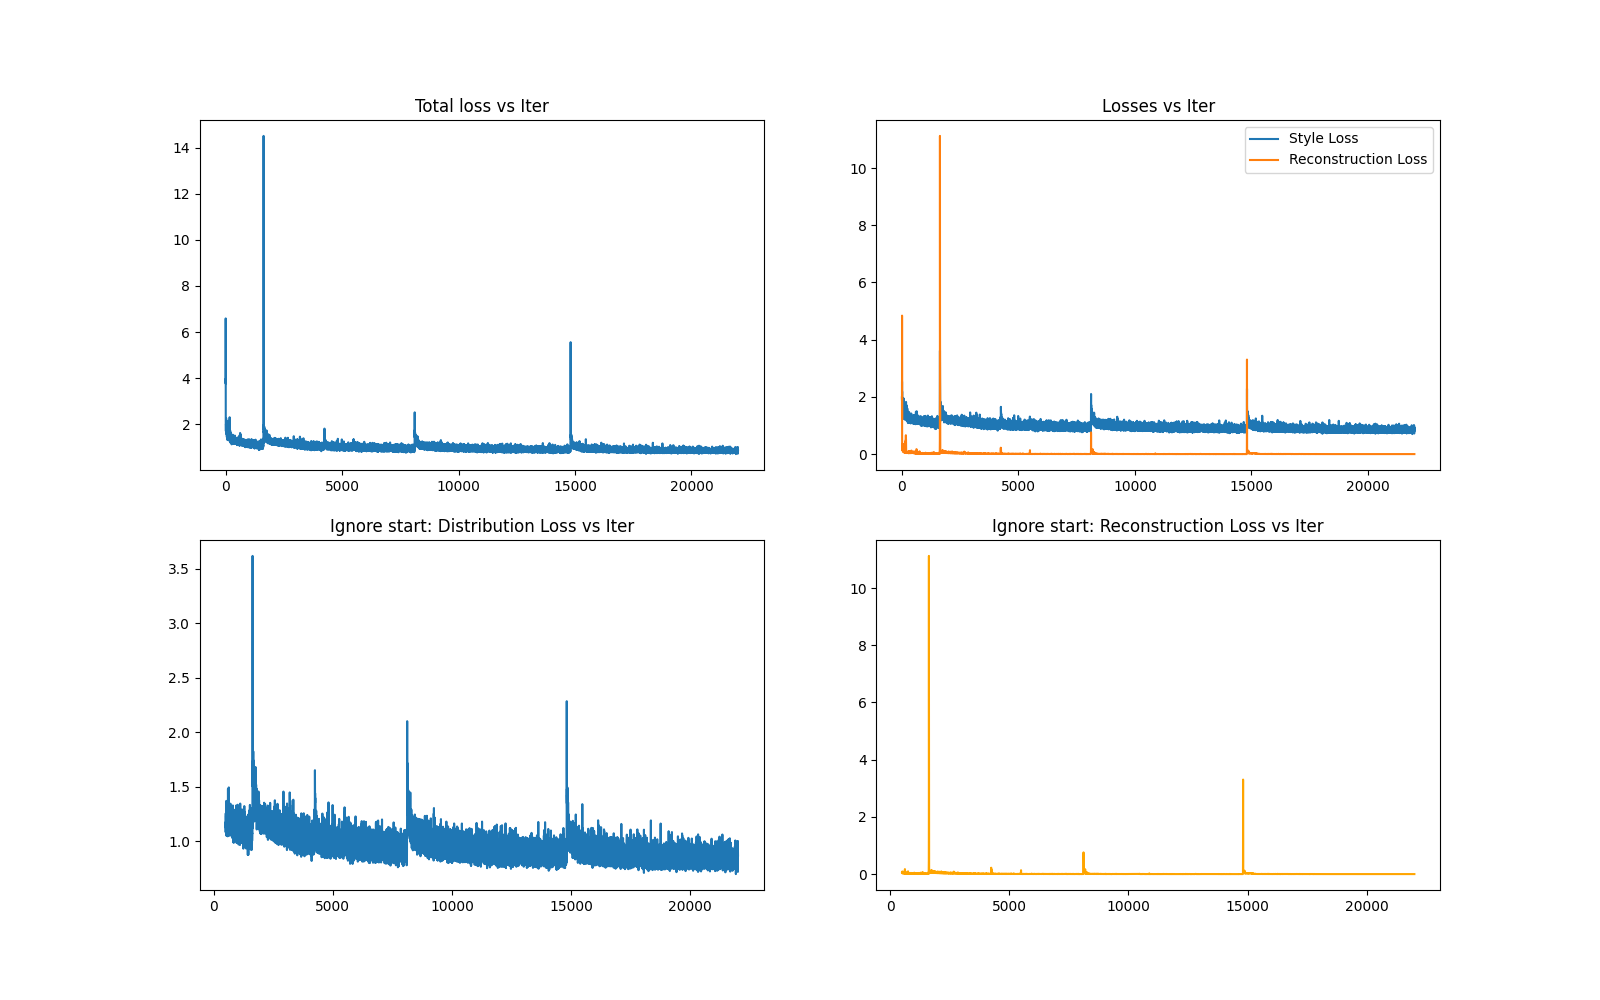 Total loss vs Iter
14
12
10
8
6
4
2
0 5000 10000 15000 20000
Losses vs Iter
Style Loss
Reconstruction Loss
10
8
6
4
2
0
0 5000 10000 15000 20000
Ignore start: Distribution Loss vs Iter
3.5
3.0
2.5
2.0
1.5
1.0
0 5000 10000 15000 20000
Ignore start: Reconstruction Loss vs Iter
10
8
6
4
2
0
0 5000 10000 15000 20000